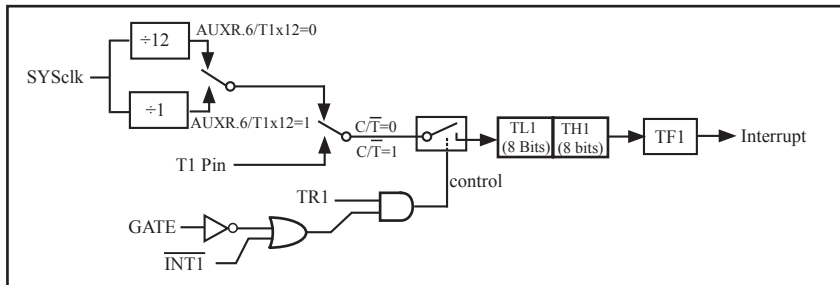 AUXR.6/T1x12=0
÷12
SYSclk
÷1
AUXR.6/T1x12=1
C/T̅=0
C/T̅=1
T1 Pin
TL1
(8 Bits)
TH1
(8 bits)
TF1
Interrupt
control
TR1
GATE
I̅N̅T̅1̅